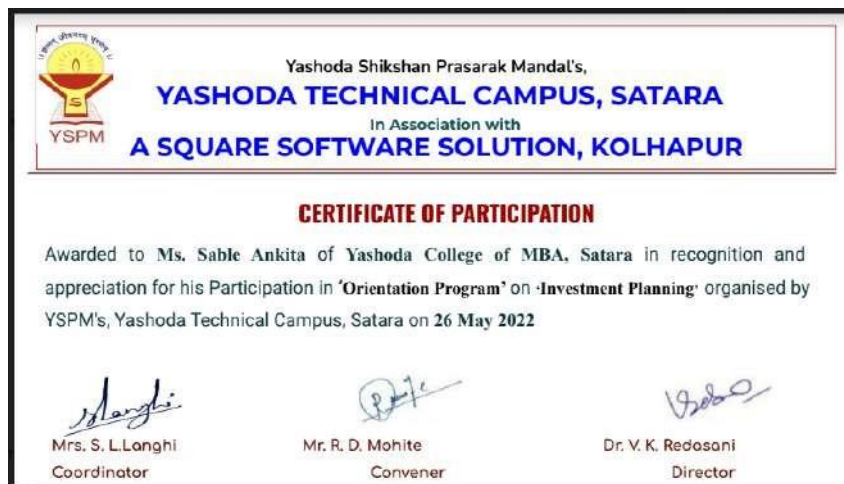 Yashoda Shikshan Prasarak Mandal's,
YASHODA TECHNICAL CAMPUS, SATARA
In Association with
A SQUARE SOFTWARE SOLUTION, KOLHAPUR
YSPM
CERTIFICATE OF PARTICIPATION
Awarded to Ms. Sable Ankita of Yashoda College of MBA, Satara in recognition and
appreciation for his Participation in 'Orientation Program' on 'Investment Planning' organised by
YSPM's, Yashoda Technical Campus, Satara on 26 May 2022
Mrs. S. L.Langhi
Mr. R. D. Mohite
Dr. V. K. Redasani
Coordinator
Convener
Director